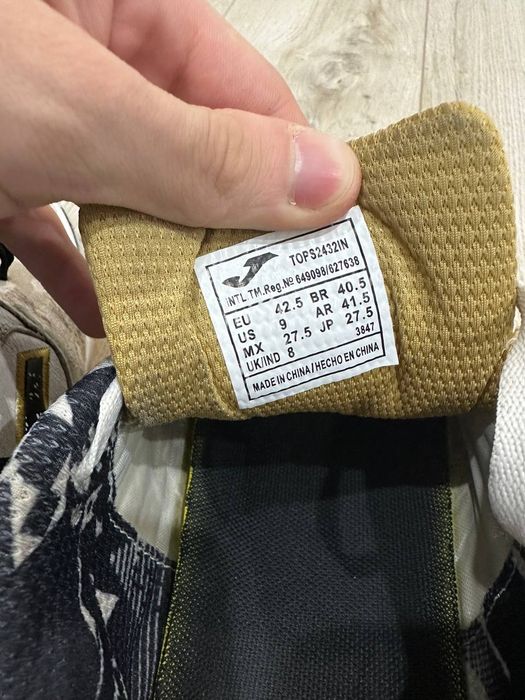 TOPS2432IN
INTL.TM.Reg.Nº 649098/627638
EU 42.5 BR 40.5
US 9 AR 41.5
MX 27.5 JP 27.5
UK/IND 8 3847
MADE IN CHINA/HECHO EN CHINA